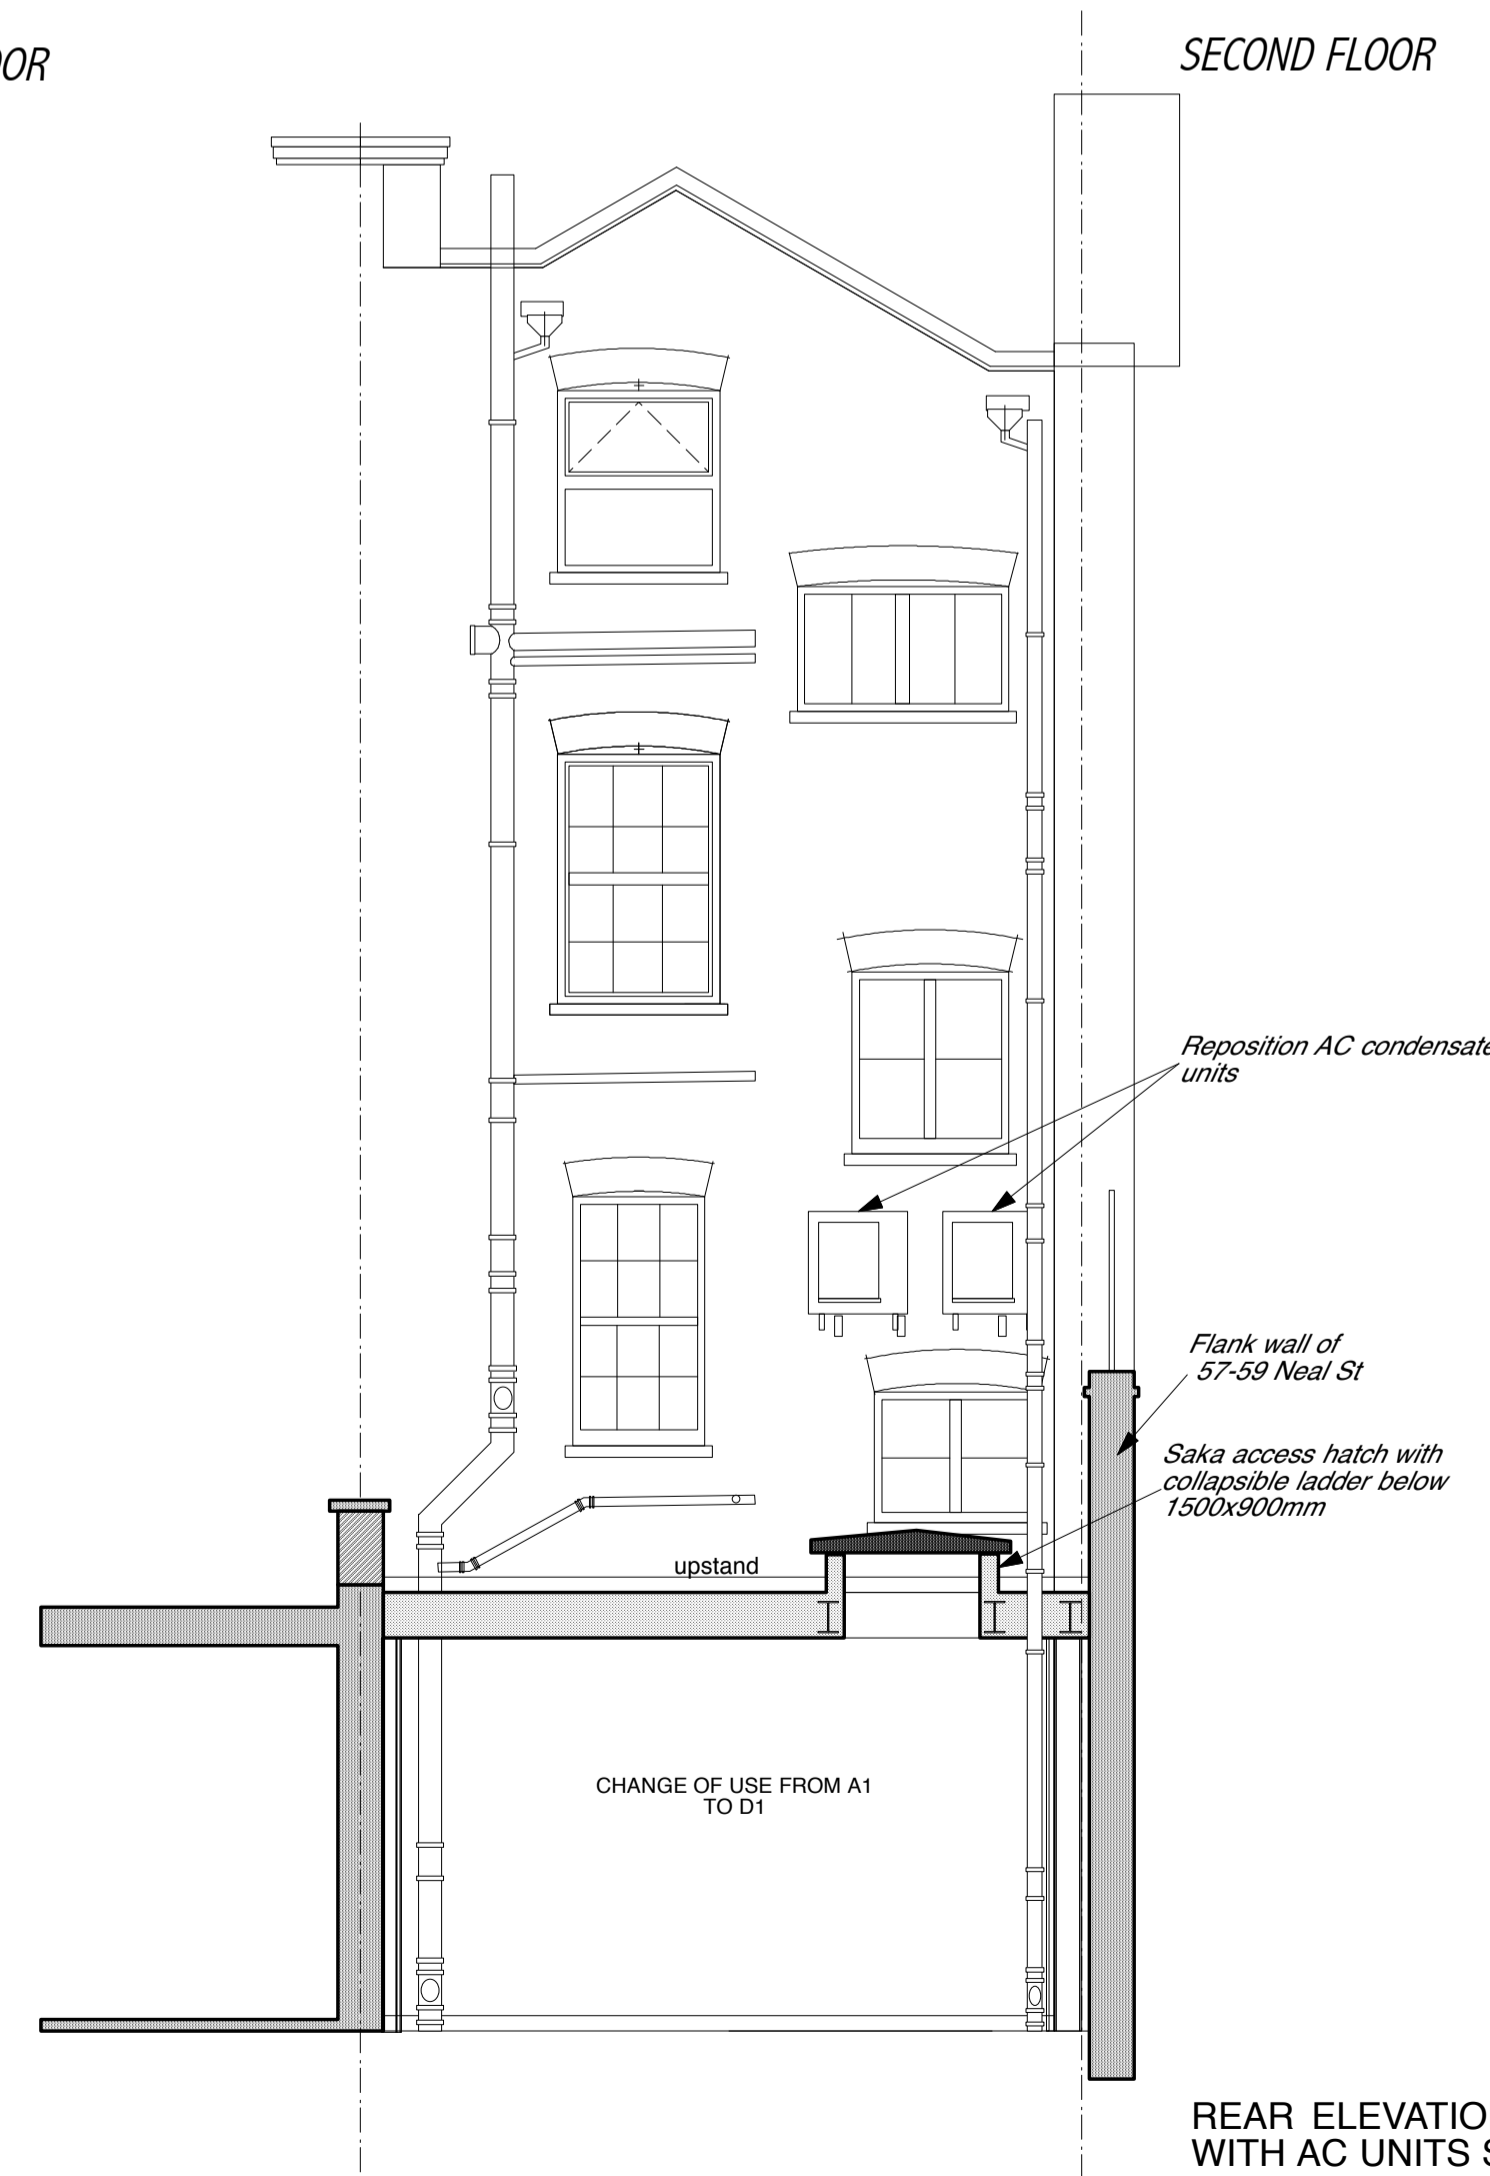 OOR
SECOND FLOOR
Reposition AC condensate
units
Flank wall of
57-59 Neal St
Saka access hatch with
collapsible ladder below
1500x900mm
upstand
CHANGE OF USE FROM A1
TO D1
REAR ELEVATIO
WITH AC UNITS S